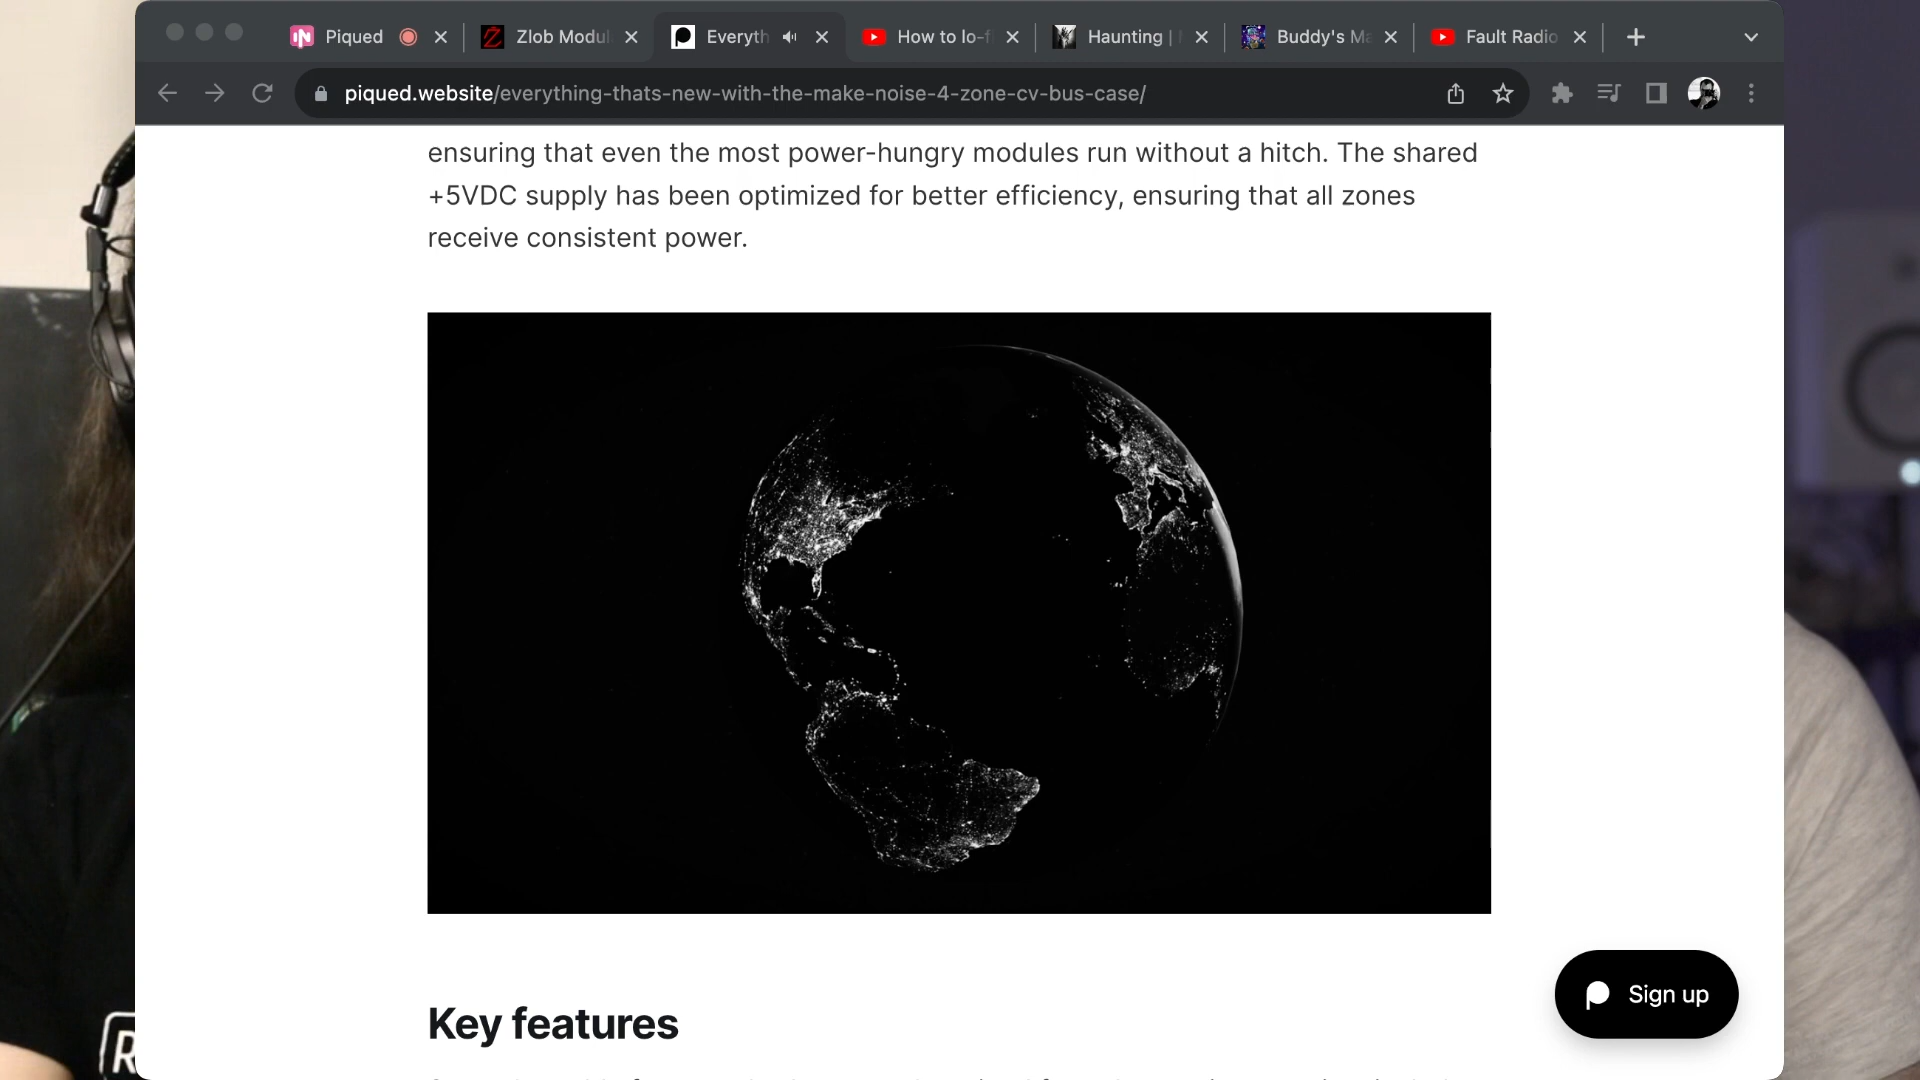 Piqued
Zlob Modul
Everyth
How to lo-f
Haunting |
Buddy's Ma
Fault Radio
piqued.website/everything-thats-new-with-the-make-noise-4-zone-cv-bus-case/
ensuring that even the most power-hungry modules run without a hitch. The shared
+5VDC supply has been optimized for better efficiency, ensuring that all zones
receive consistent power.
Sign up
Key features
R